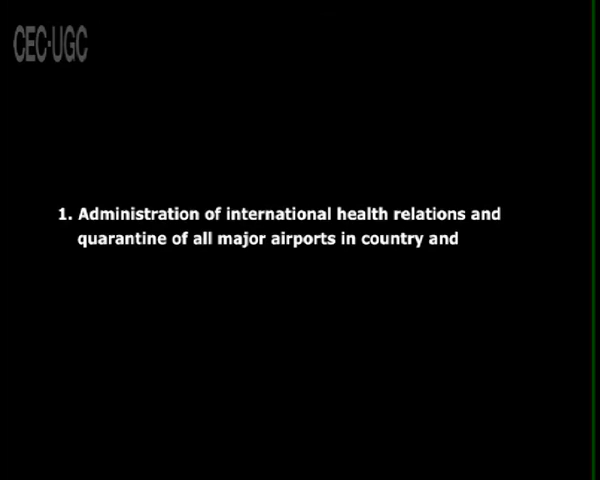 CEC-UGC
1. Administration of international health relations and
quarantine of all major airports in country and